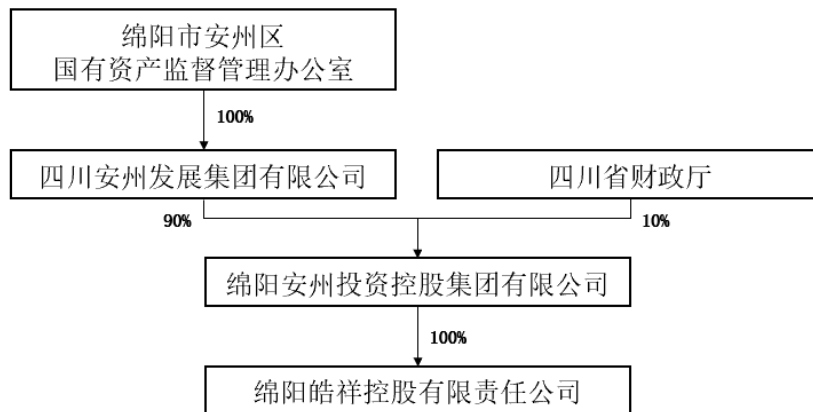 绵阳市安州区
国有资产监督管理办公室
100%
四川安州发展集团有限公司
四川省财政厅
90%
10%
绵阳安州投资控股集团有限公司
100%
绵阳皓祥控股有限责任公司